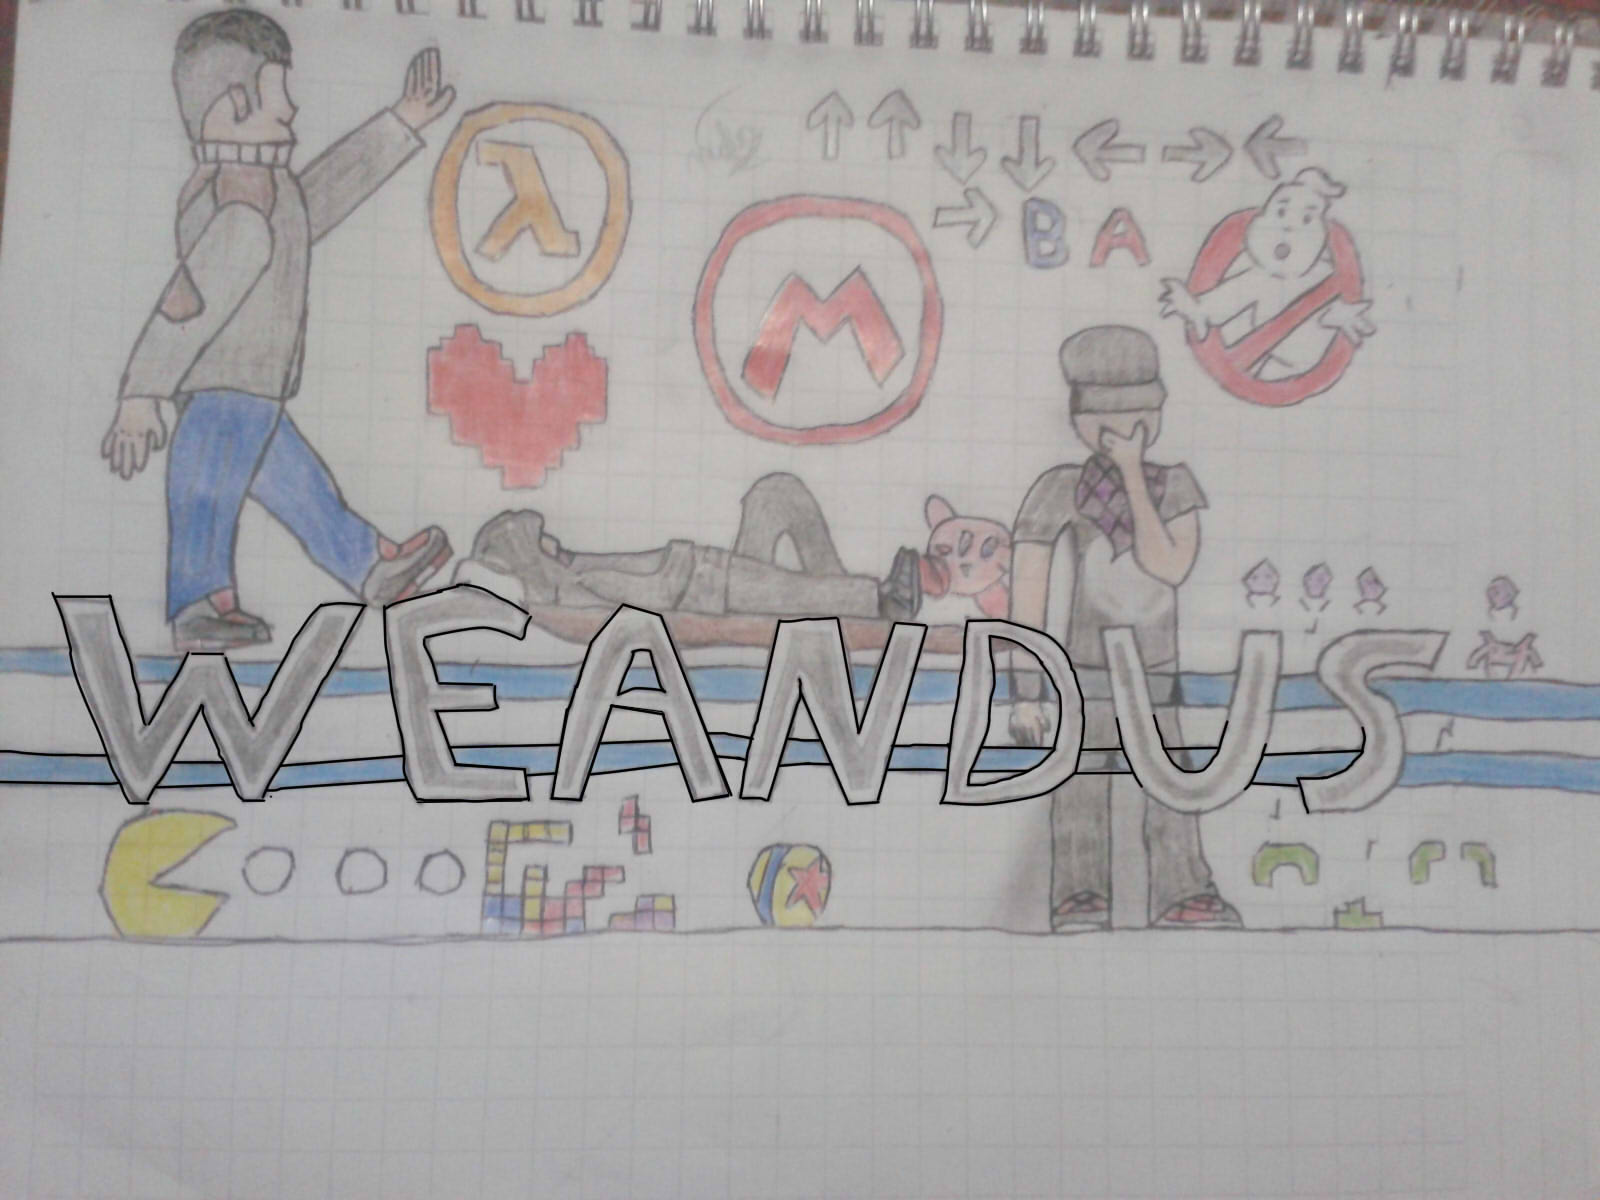 λ
↑ ↑ ↓ ↓ ← → ←
→ B A
M
WEANDUS